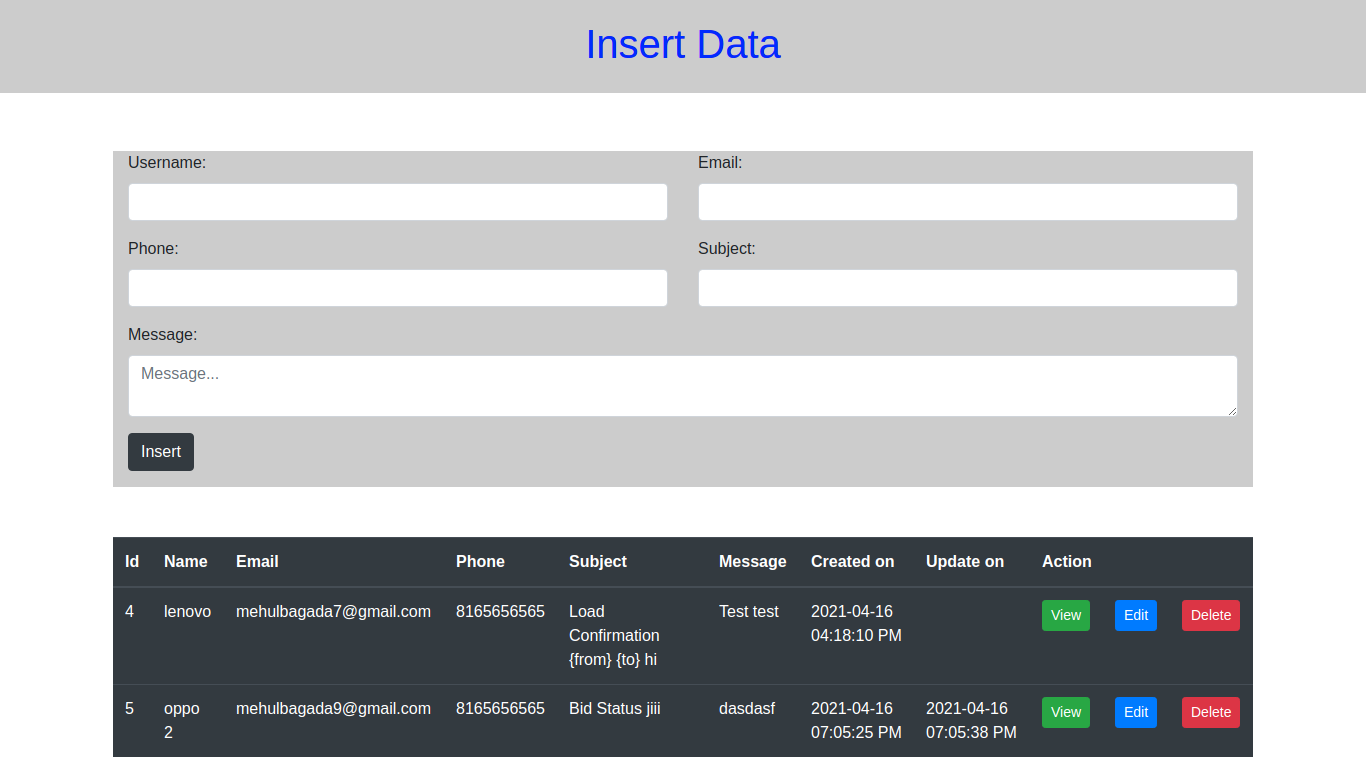 Insert Data
Username: Email:
Phone: Subject:
Message:
Message...
Insert
Id Name Email Phone Subject Message Created on Update on Action
4 lenovo mehulbagada7@gmail.com 8165656565 Load Test test 2021-04-16 View Edit Delete
Confirmation 04:18:10 PM
{from} {to} hi
5 oppo mehulbagada9@gmail.com 8165656565 Bid Status jiii dasdasf 2021-04-16 2021-04-16 View Edit Delete
2 07:05:25 PM 07:05:38 PM